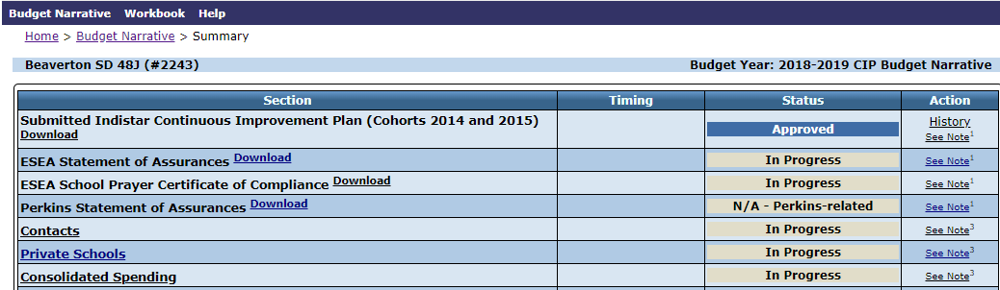 Budget Narrative Workbook Help
Home > Budget Narrative > Summary
Beaverton SD 48J (#2243) Budget Year: 2018-2019 CIP Budget Narrative
Section Timing Status Action
Submitted Indistar Continuous Improvement Plan (Cohorts 2014 and 2015)
Download
Approved
History
See Note1
ESEA Statement of Assurances Download In Progress See Note1
ESEA School Prayer Certificate of Compliance Download In Progress See Note1
Perkins Statement of Assurances Download N/A - Perkins-related See Note1
Contacts In Progress See Note3
Private Schools In Progress See Note3
Consolidated Spending In Progress See Note3